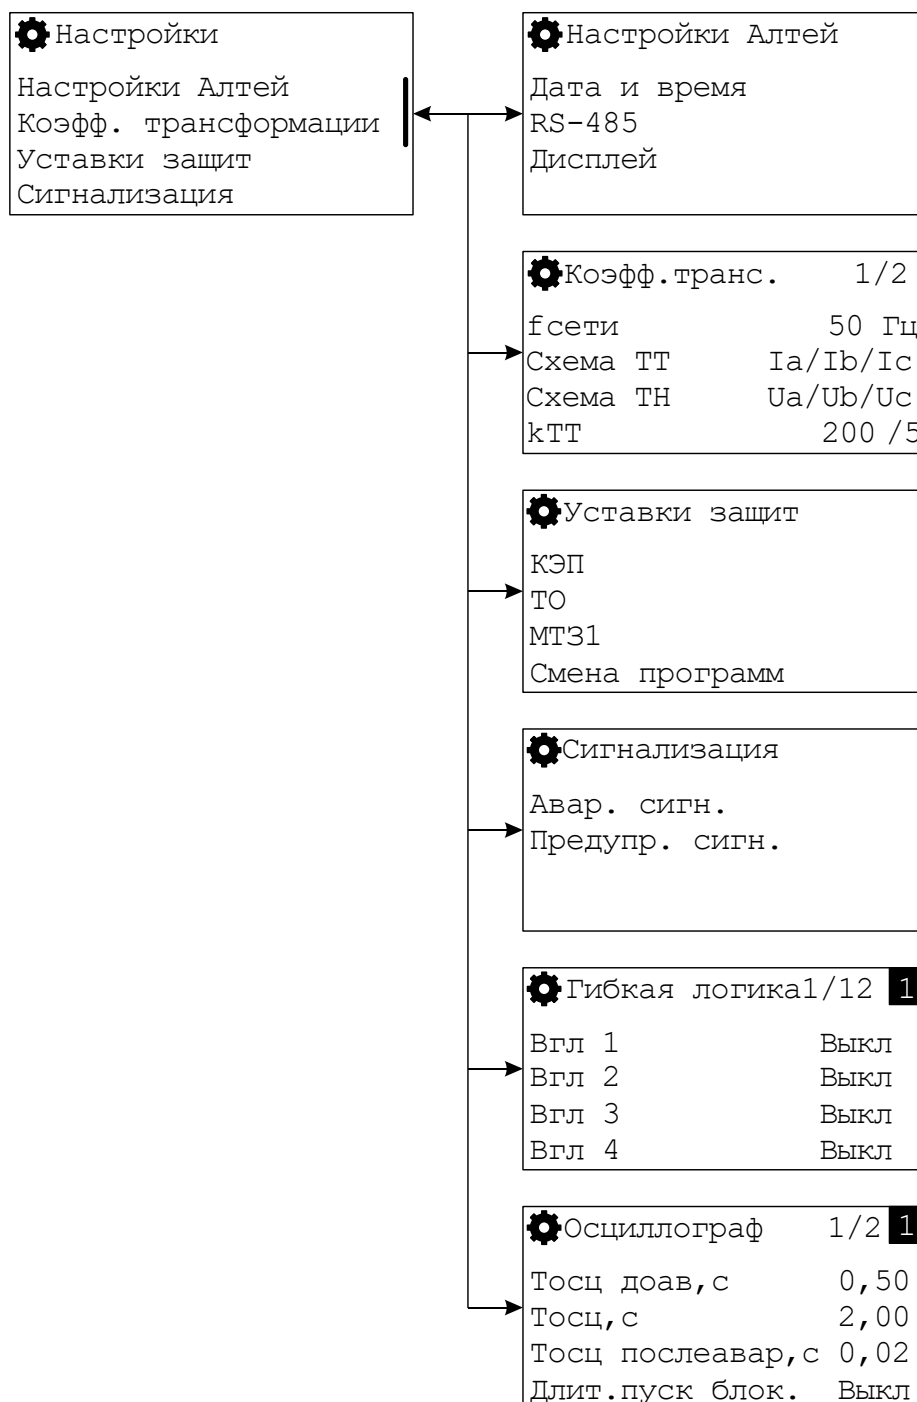 Настройки
Настройки Алтей
Коэфф. трансформации
Уставки защит
Сигнализация
Настройки Алтей
Дата и время
RS-485
Дисплей
Коэфф.транс. 1/2
fсети 50 Гц
Схема ТТ Ia/Ib/Ic
Схема ТН Ua/Ub/Uc
kТТ 200 /5
Уставки защит
КЭП
ТО
МТЗ1
Смена программ
Сигнализация
Авар. сигн.
Предупр. сигн.
Гибкая логика1/12 1
Вгл 1 Выкл
Вгл 2 Выкл
Вгл 3 Выкл
Вгл 4 Выкл
Осциллограф 1/2 1
Тосц доав,с 0,50
Тосц,с 2,00
Тосц послеавар,с 0,02
Длит.пуск блок. Выкл